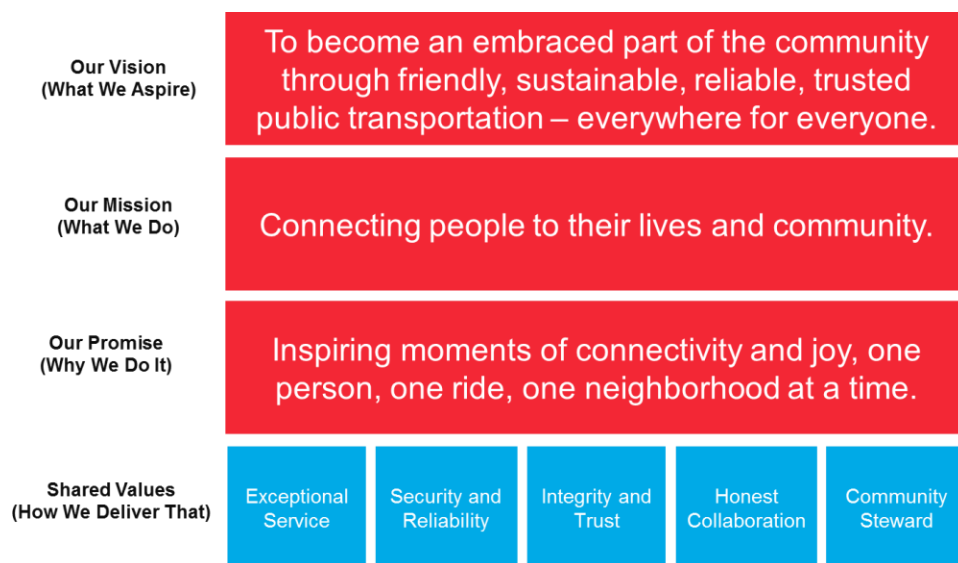 Our Vision
(What We Aspire)
To become an embraced part of the community
through friendly, sustainable, reliable, trusted
public transportation – everywhere for everyone.
Our Mission
(What We Do)
Connecting people to their lives and community.
Our Promise
(Why We Do It)
Inspiring moments of connectivity and joy, one
person, one ride, one neighborhood at a time.
Shared Values
(How We Deliver That)
Exceptional
Service
Security and
Reliability
Integrity and
Trust
Honest
Collaboration
Community
Steward